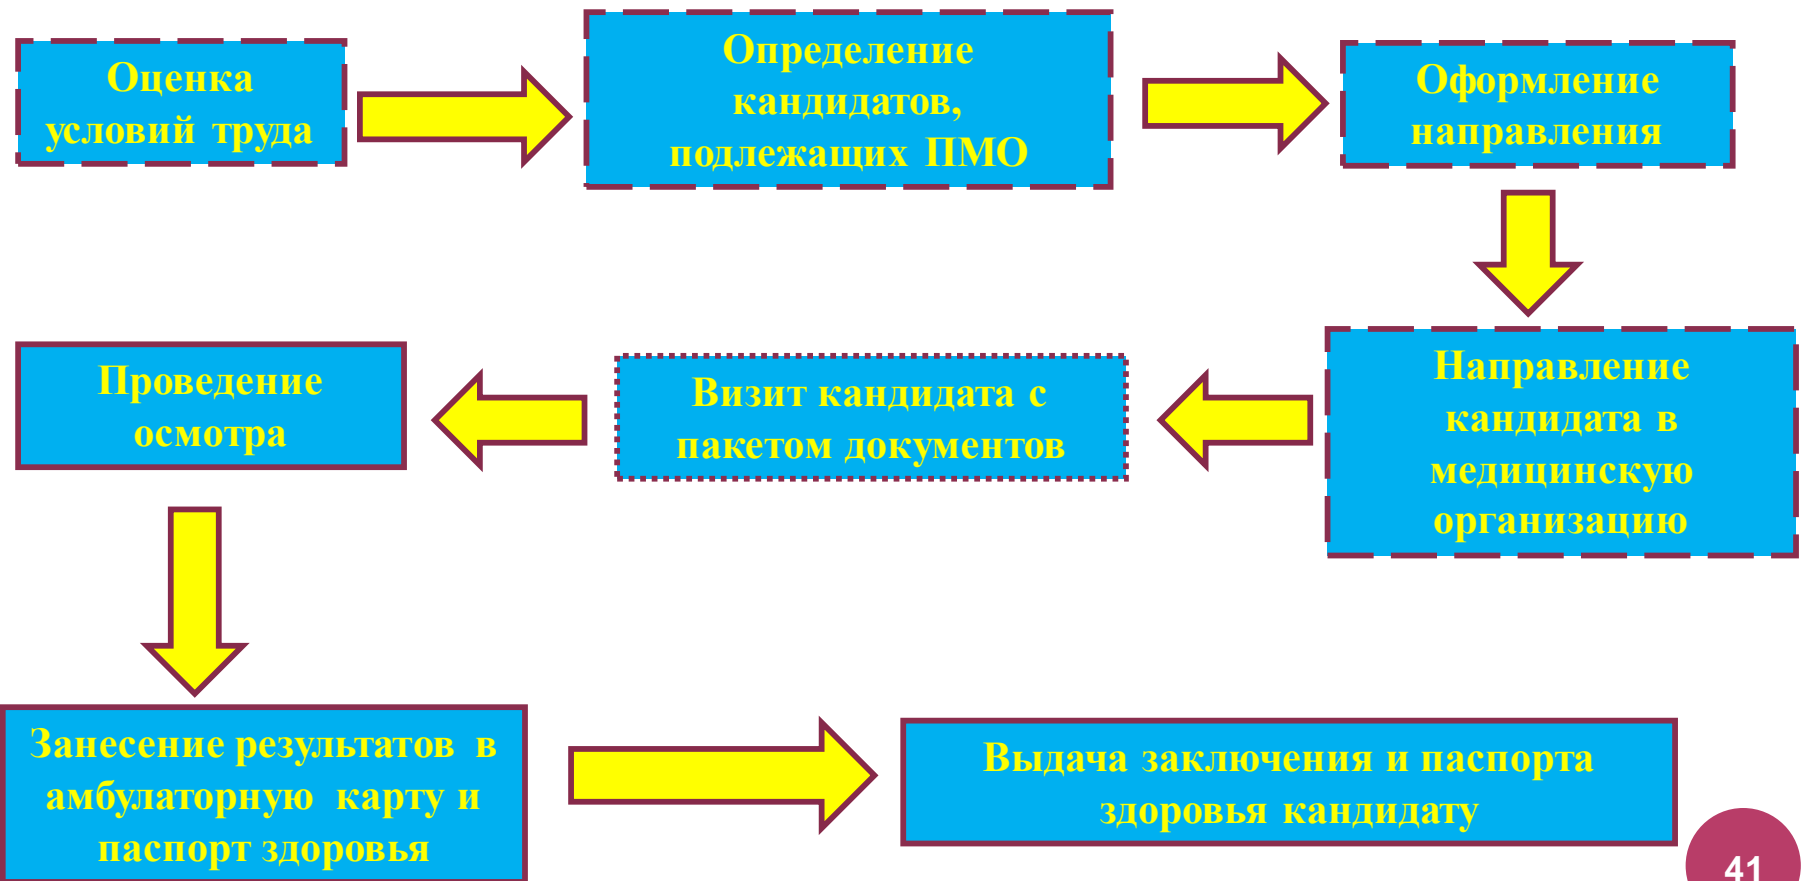 Оценка
условий труда
Определение
кандидатов,
подлежащих ПМО
Оформление
направления
Направление
кандидата в
медицинскую
организацию
Визит кандидата с
пакетом документов
Проведение
осмотра
Занесение результатов в
амбулаторную карту и
паспорт здоровья
Выдача заключения и паспорта
здоровья кандидату
41